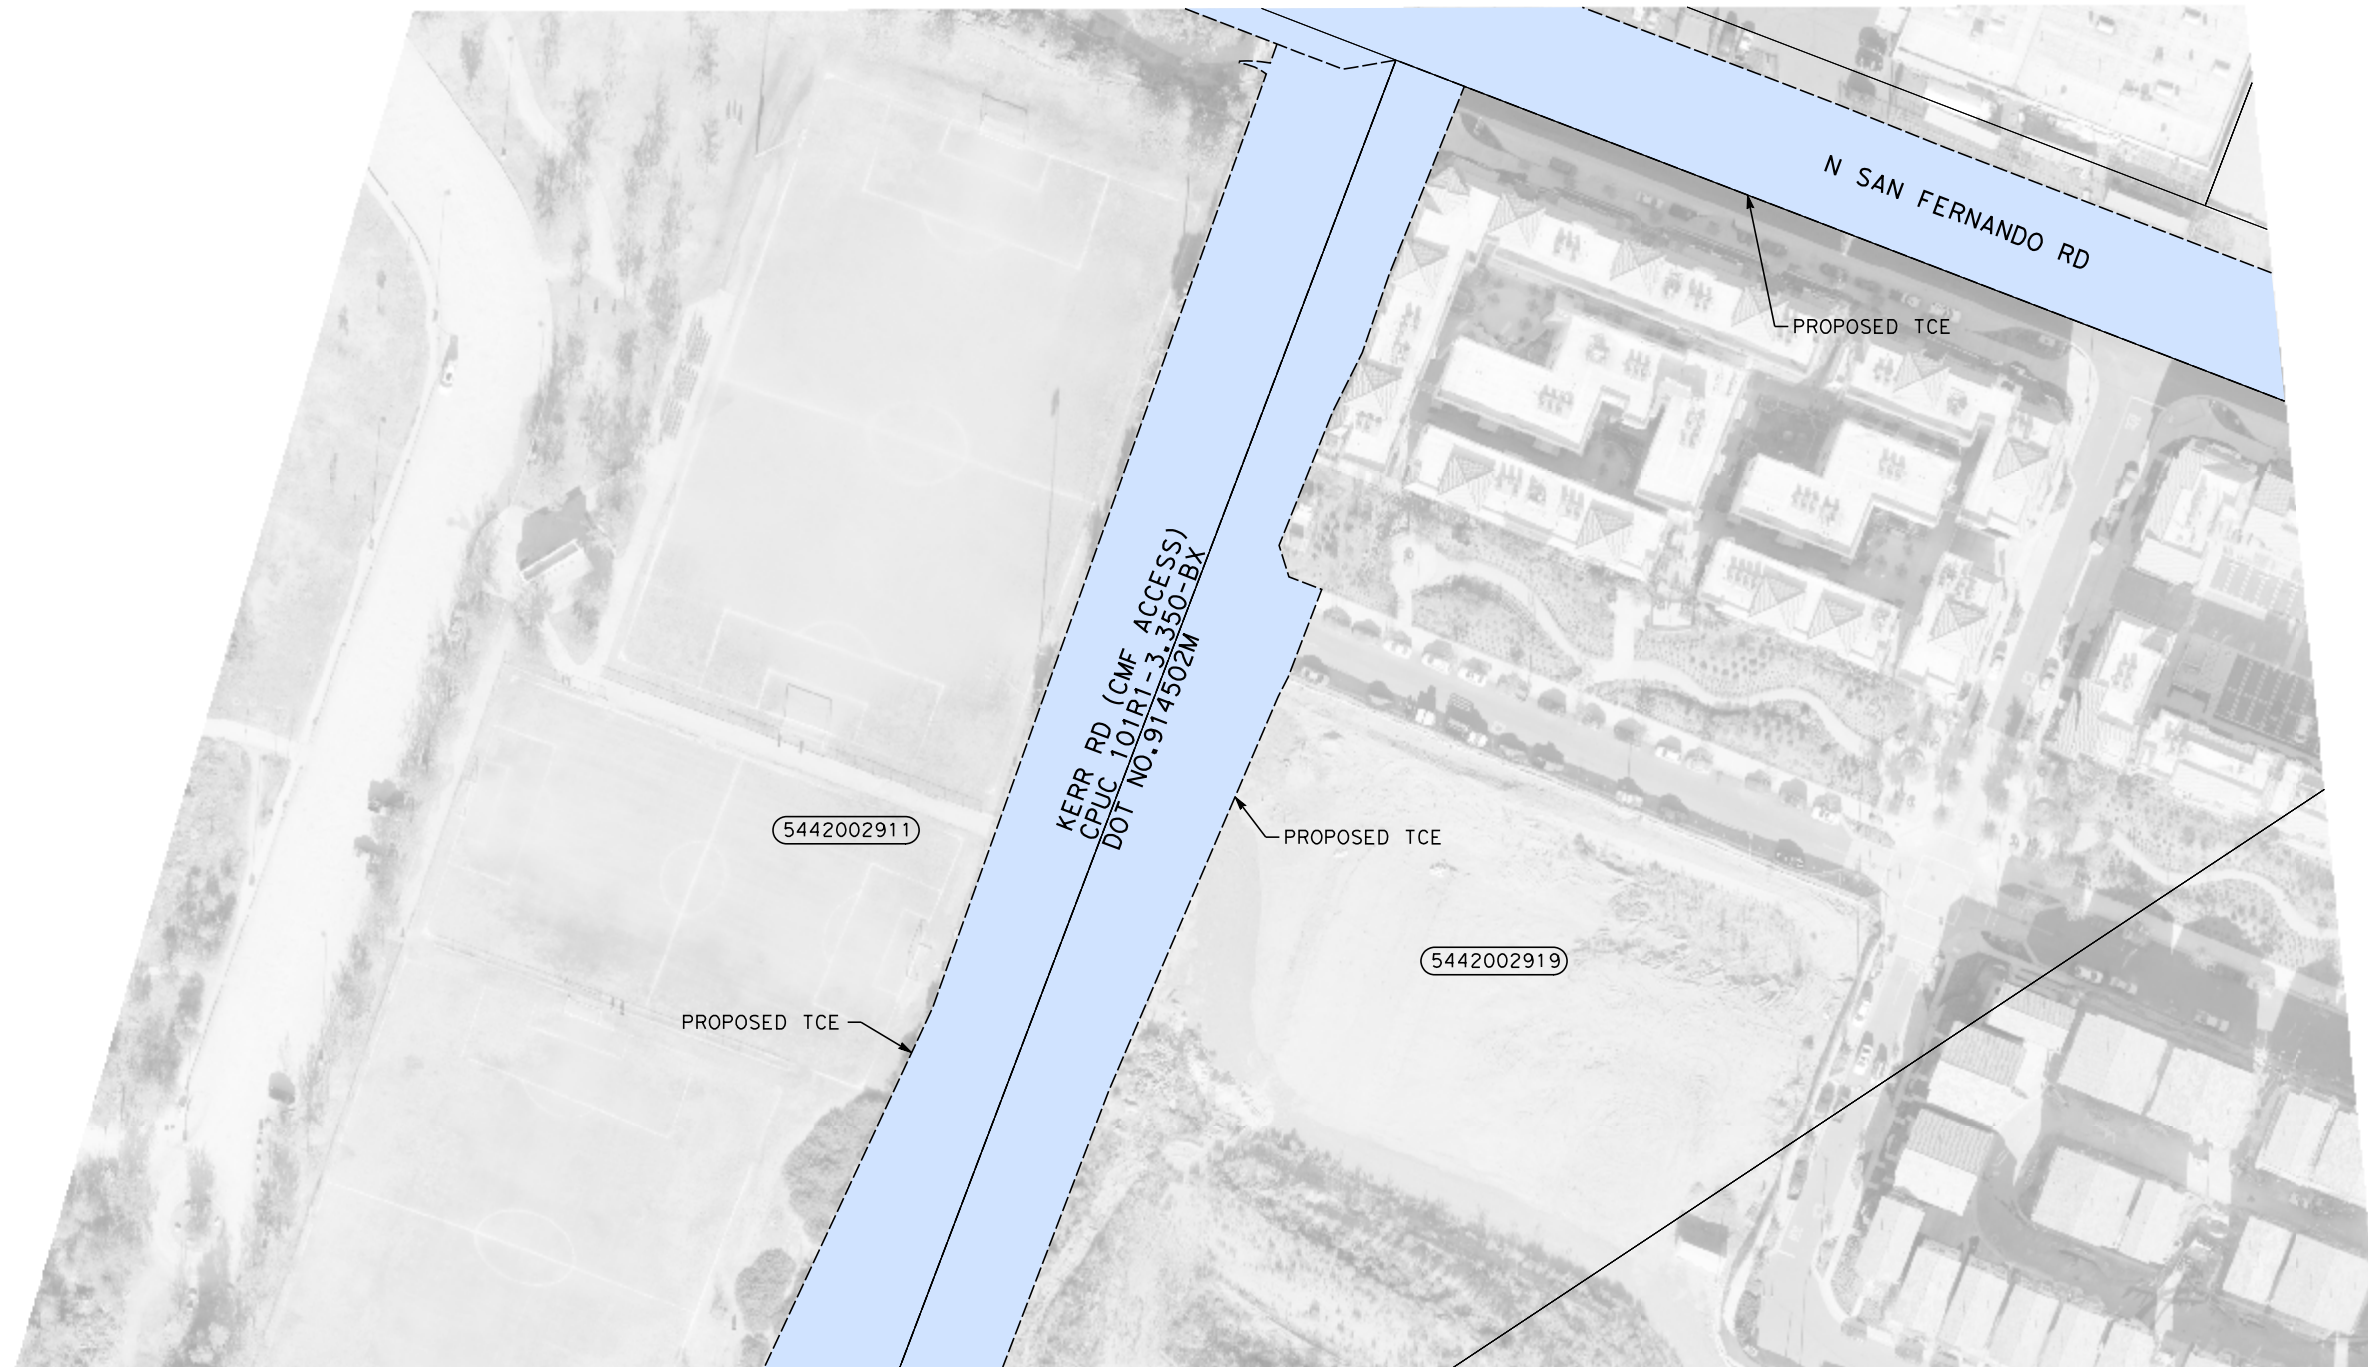 N SAN FERNANDO RD
PROPOSED TCE
KERR RD (CMF ACCESS)
CPUC 101R1-3.350-BX
DOT NO.914502M
5442002911
PROPOSED TCE
5442002919
PROPOSED TCE